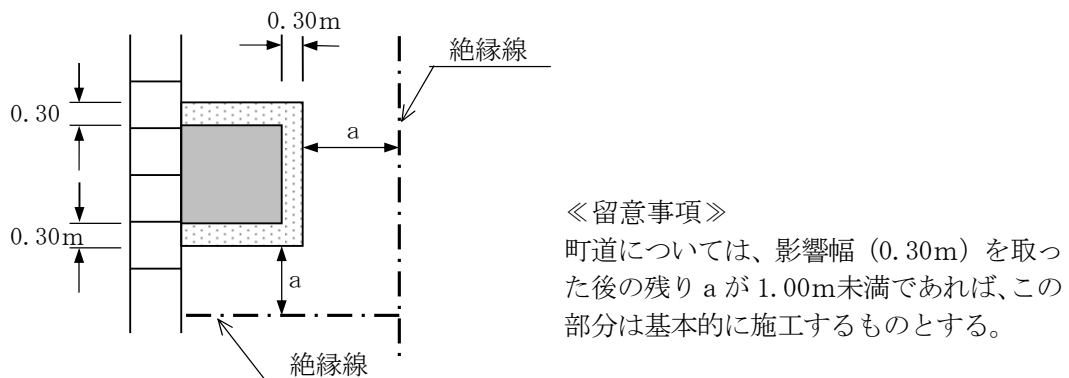 0.30m
絶縁線
0.30
a
0.30m
a
絶縁線
≪留意事項≫
町道については、影響幅（0.30m）を取っ
た後の残り a が 1.00m未満であれば、この
部分は基本的に施工するものとする。